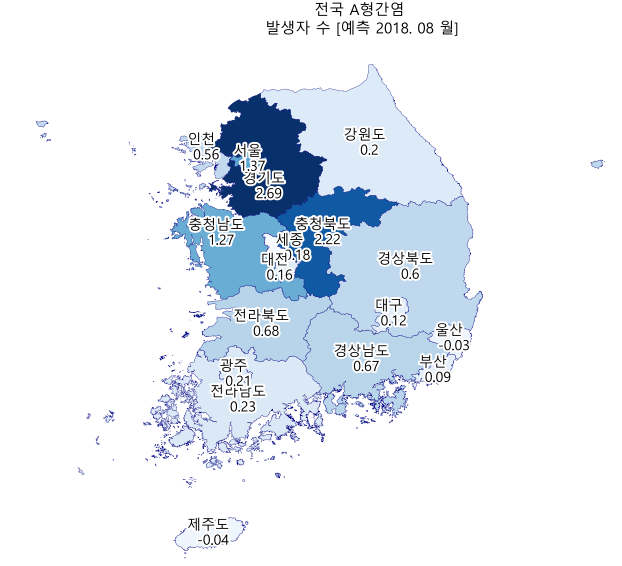 전국 A형간염
발생자 수 [예측 2018. 08 월]
강원도
0.2
인천
0.56
서울
1.37
경기도
2.69
충청남도
1.27
충청북도
2.22
세종
0.18
대전
0.16
경상북도
0.6
대구
0.12
전라북도
0.68
울산
-0.03
경상남도
0.67
부산
0.09
광주
0.21
전라남도
0.23
제주도
-0.04